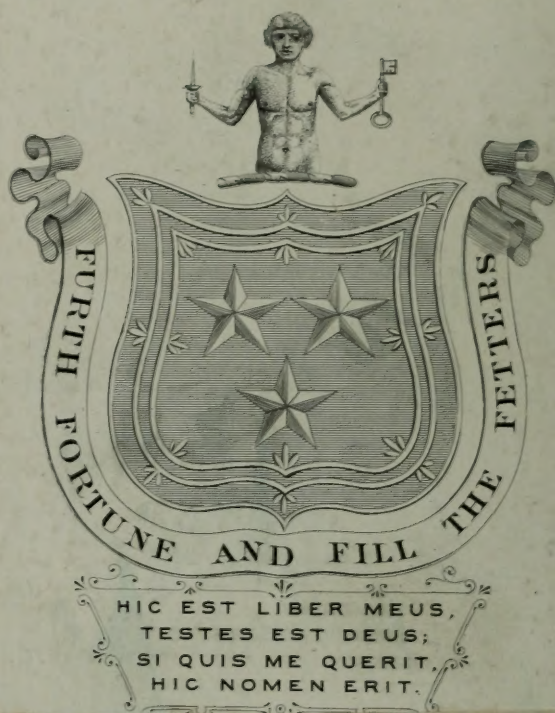 FURTH FORTUNE AND FILL THE FETTERS
HIC EST LIBER MEUS,
TESTES EST DEUS;
SI QUIS ME QUERIT,
HIC NOMEN ERIT.